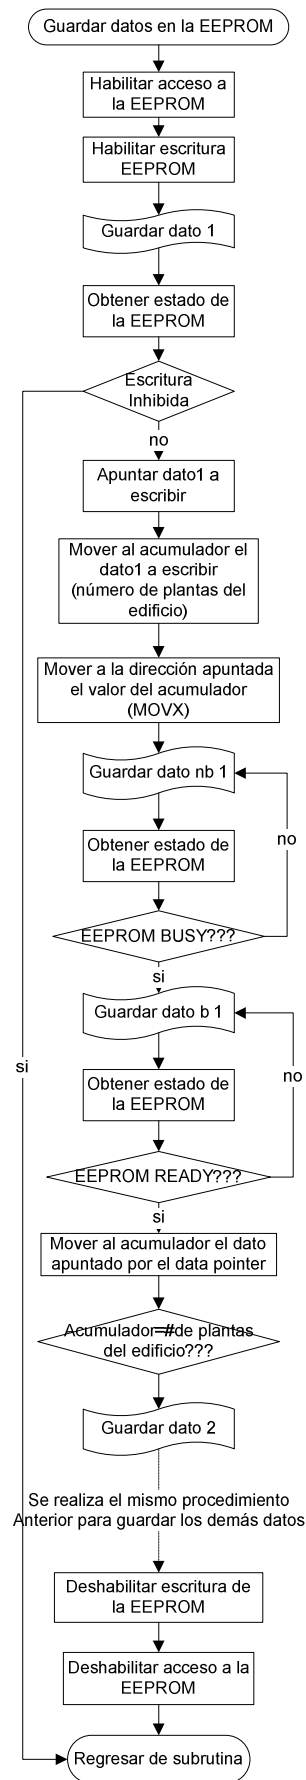 Guardar datos en la EEPROM
Habilitar acceso a
la EEPROM
Habilitar escritura
EEPROM
Guardar dato 1
Obtener estado de
la EEPROM
Escritura
Inhibida
no
Apuntar dato1 a
escribir
Mover al acumulador el
dato1 a escribir
(número de plantas del
edificio)
Mover a la dirección apuntada
el valor del acumulador
(MOVX)
Guardar dato nb 1
Obtener estado de
la EEPROM
no
EEPROM BUSY???
si
Guardar dato b 1
Obtener estado de
la EEPROM
si
no
EEPROM READY???
si
Mover al acumulador el dato
apuntado por el data pointer
Acumulador=#de plantas
del edificio???
Guardar dato 2
Se realiza el mismo procedimiento
Anterior para guardar los demás datos
Deshabilitar escritura de
la EEPROM
Deshabilitar acceso a la
EEPROM
Regresar de subrutina